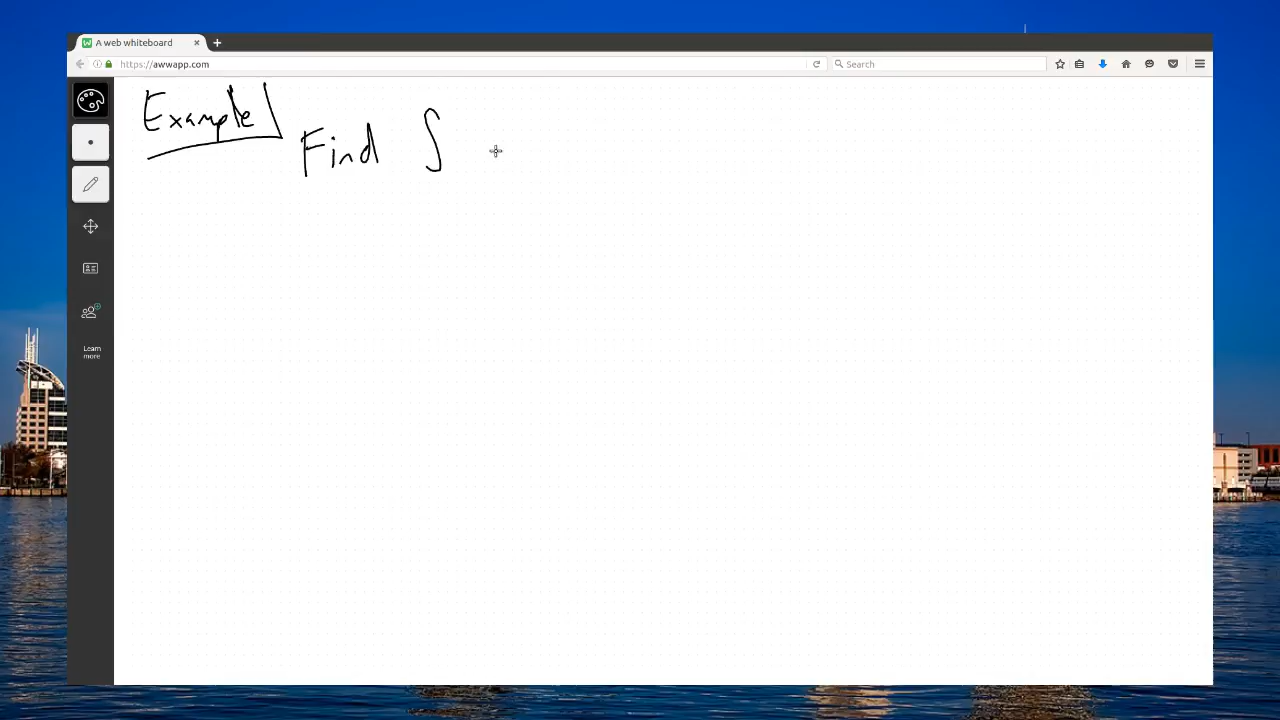 A web whiteboard
https://awwapp.com
Search
Example
Find ∫
Learn
more